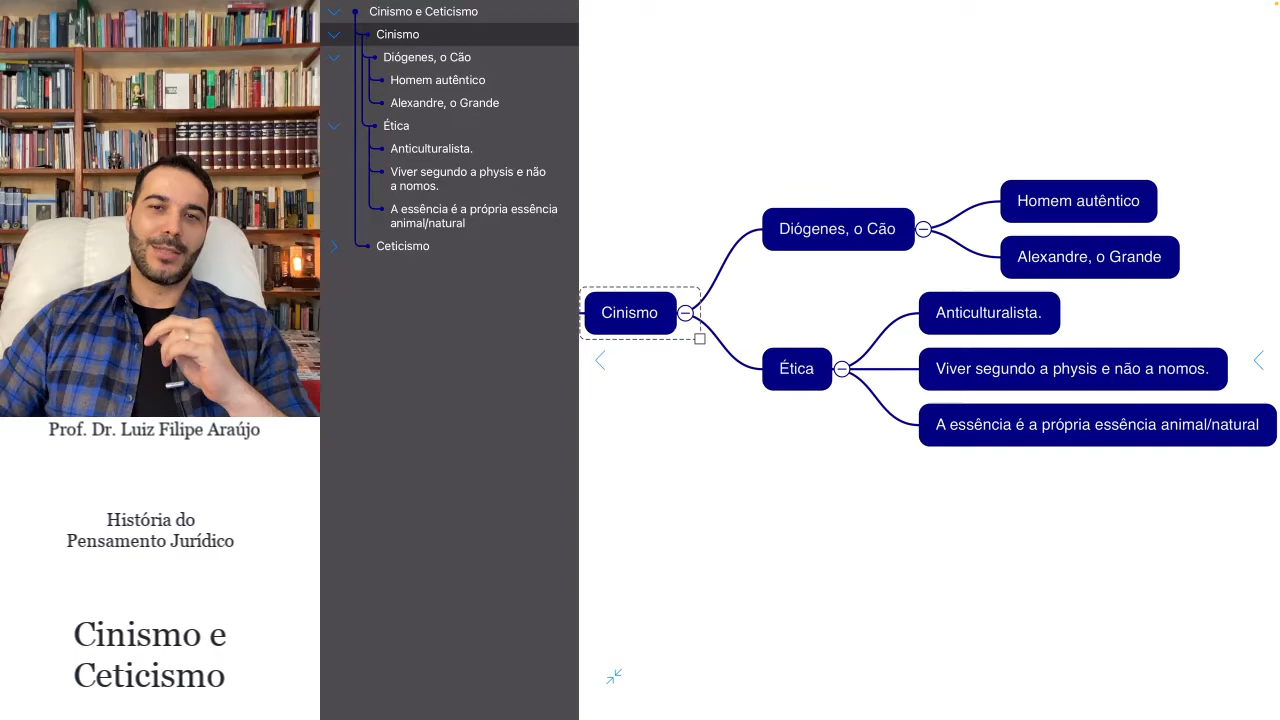 Prof. Dr. Luiz Filipe Araújo
História do
Pensamento Jurídico
Cinismo e
Ceticismo
Cinismo e Ceticismo
Cinismo
Diógenes, o Cão
Homem autêntico
Alexandre, o Grande
Ética
Anticulturalista.
Viver segundo a physis e não
a nomos.
A essência é a própria essência
animal/natural
Ceticismo
Cinismo
Diógenes, o Cão
Homem autêntico
Alexandre, o Grande
Ética
Anticulturalista.
Viver segundo a physis e não a nomos.
A essência é a própria essência animal/natural